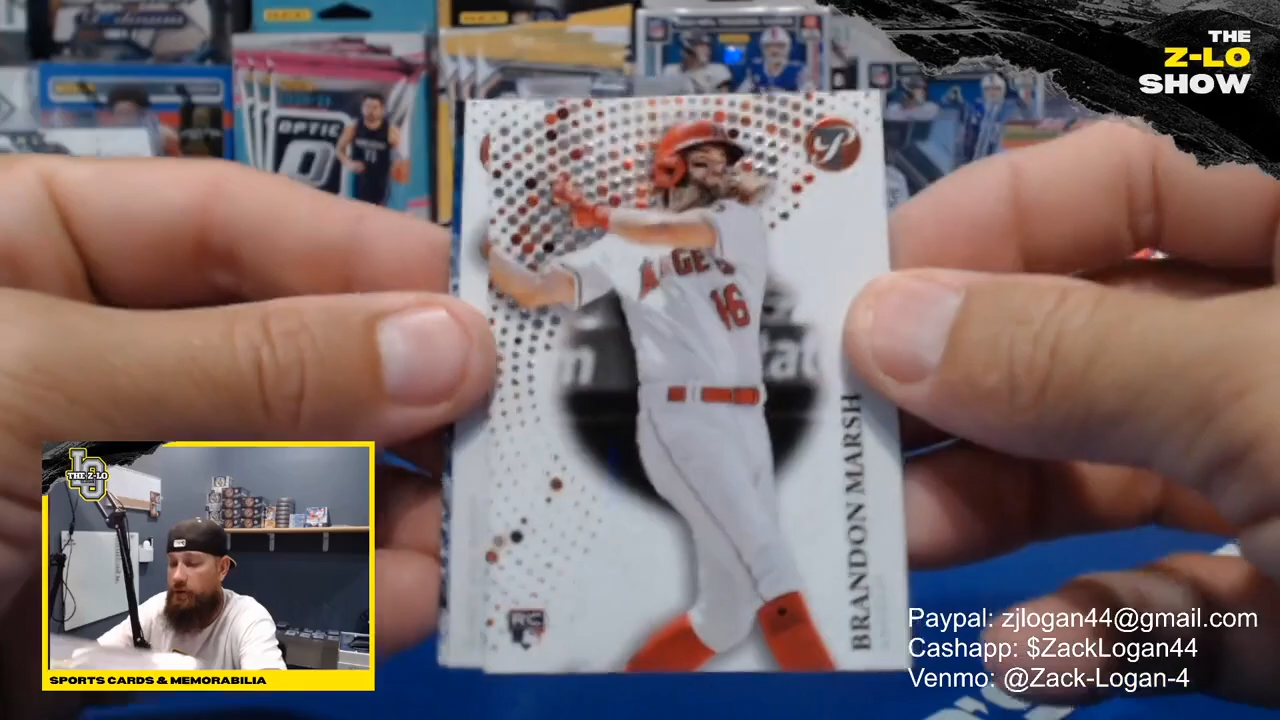 THE
Z-LO
SHOW
OPTIC
ANGELS
16
BRANDON MARSH
RC
THE Z-LO
SPORTS CARDS & MEMORABILIA
Paypal: zjlogan44@gmail.com
Cashapp: $ZackLogan44
Venmo: @Zack-Logan-4